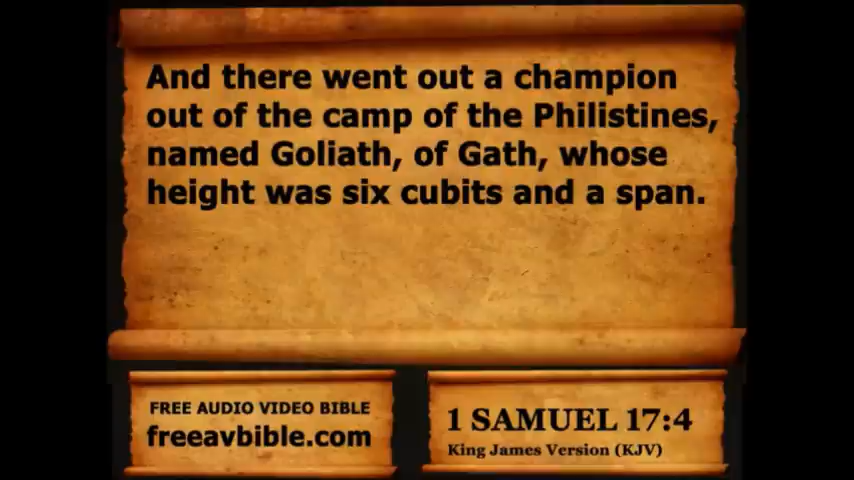 And there went out a champion
out of the camp of the Philistines,
named Goliath, of Gath, whose
height was six cubits and a span.
FREE AUDIO VIDEO BIBLE
freeavbible.com
1 SAMUEL 17:4
King James Version (KJV)